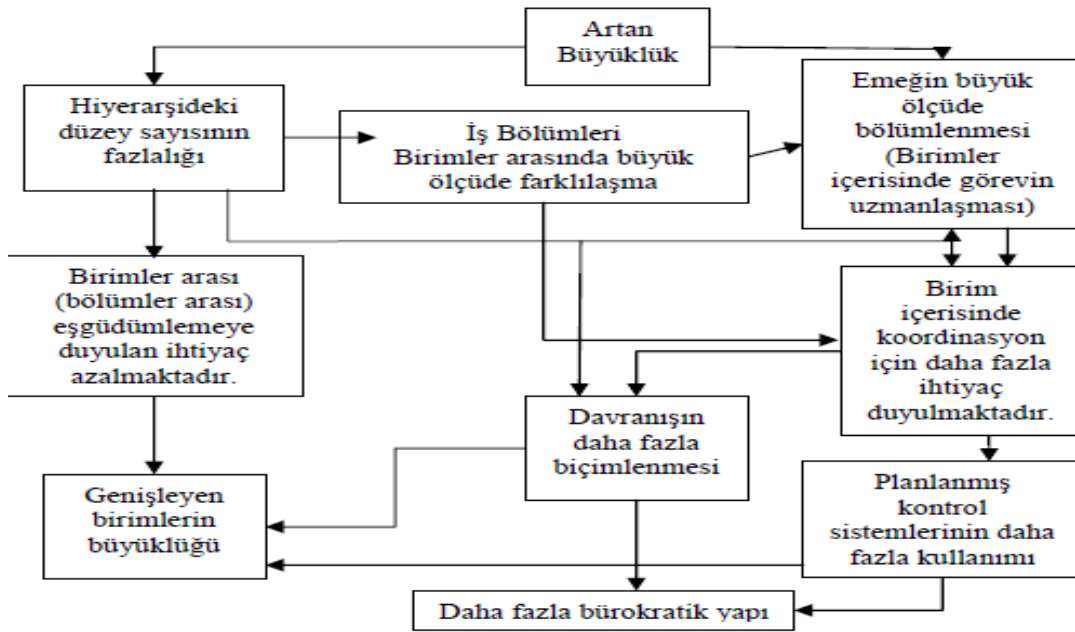 Artan
Büyüklük
Hiyerarşideki
düzey sayısının
fazlalığı
İş Bölümleri
Birimler arasında büyük
ölçüde farklılaşma
Emeğin büyük
ölçüde
bölümlenmesi
(Birimler
içerisinde görevin
uzmanlaşması)
Birimler arası
(bölümler arası)
eşgüdümlemeye
duyulan ihtiyaç
azalmaktadır.
Birim
içerisinde
koordinasyon
için daha fazla
ihtiyaç
duyulmaktadır.
Davranışın
daha fazla
biçimlenmesi
Genişleyen
birimlerin
büyüklüğü
Planlanmış
kontrol
sistemlerinin daha
fazla kullanımı
Daha fazla bürokratik yapı